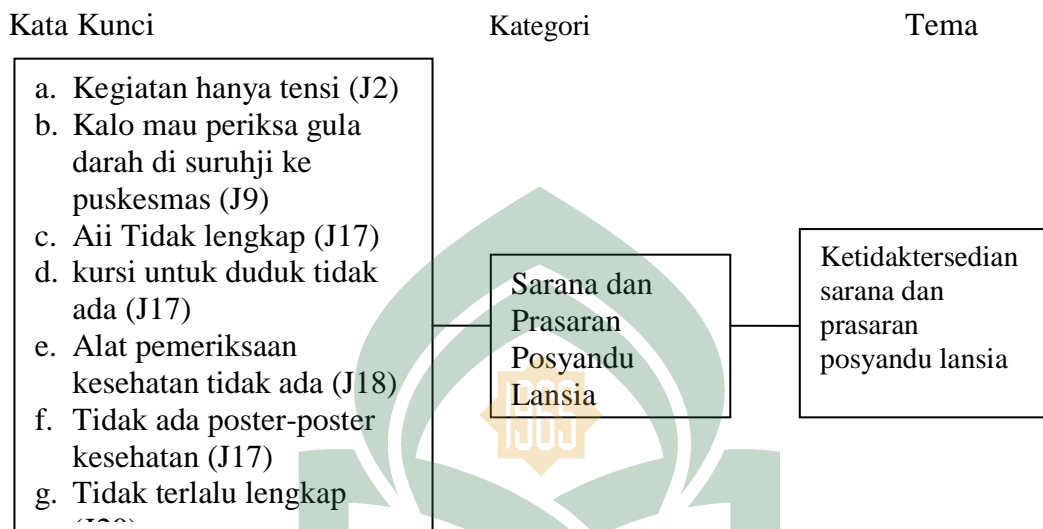 Kata Kunci
Kategori
Tema
a. Kegiatan hanya tensi (J2)
b. Kalo mau periksa gula
darah di suruhji ke
puskesmas (J9)
c. Aii Tidak lengkap (J17)
d. kursi untuk duduk tidak
ada (J17)
e. Alat pemeriksaan
kesehatan tidak ada (J18)
f. Tidak ada poster-poster
kesehatan (J17)
g. Tidak terlalu lengkap
Sarana dan
Prasaran
Posyandu
Lansia
Ketidaktersedian
sarana dan
prasaran
posyandu lansia
1965